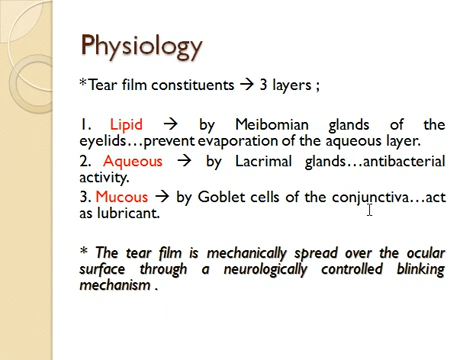 Physiology
*Tear film constituents → 3 layers ;
1. Lipid → by Meibomian glands of the
eyelids…prevent evaporation of the aqueous layer.
2. Aqueous → by Lacrimal glands…antibacterial
activity.
3. Mucous → by Goblet cells of the conjunctiva…act
as lubricant.
* The tear film is mechanically spread over the ocular
surface through a neurologically controlled blinking
mechanism .